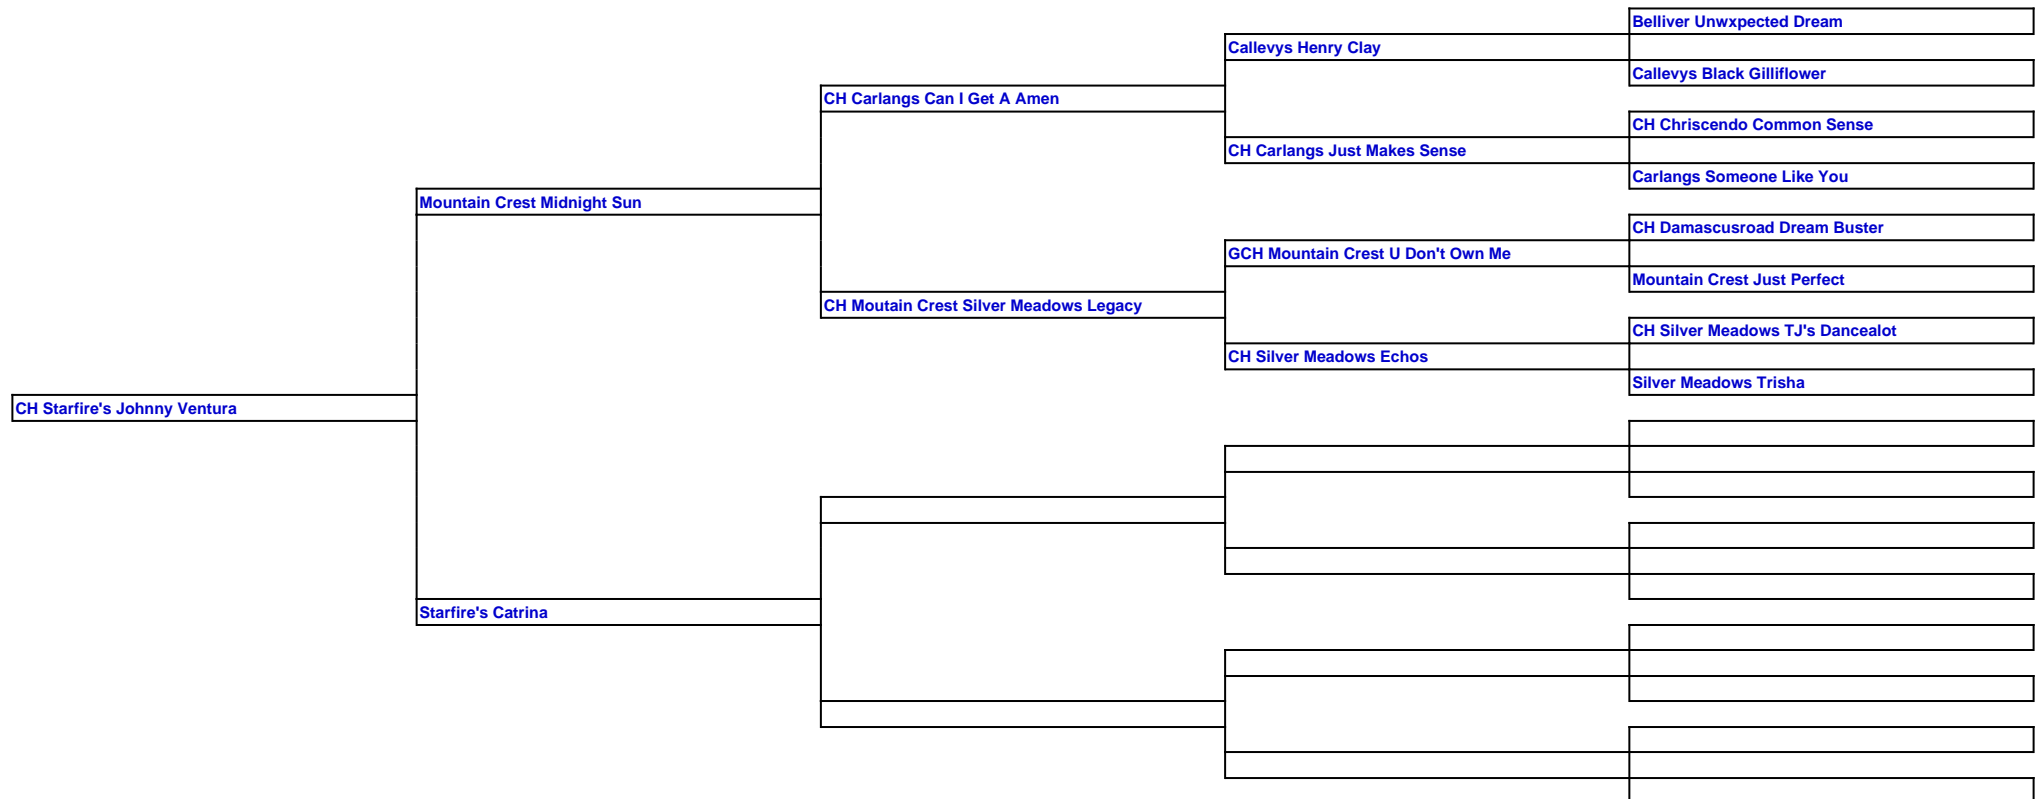 Belliver Unwxpected Dream
Callevys Henry Clay
Callevys Black Gilliflower
CH Carlangs Can I Get A Amen
CH Chriscendo Common Sense
CH Carlangs Just Makes Sense
Carlangs Someone Like You
Mountain Crest Midnight Sun
CH Damascusroad Dream Buster
GCH Mountain Crest U Don't Own Me
Mountain Crest Just Perfect
CH Moutain Crest Silver Meadows Legacy
CH Silver Meadows TJ's Dancealot
CH Silver Meadows Echos
Silver Meadows Trisha
CH Starfire's Johnny Ventura
Starfire's Catrina